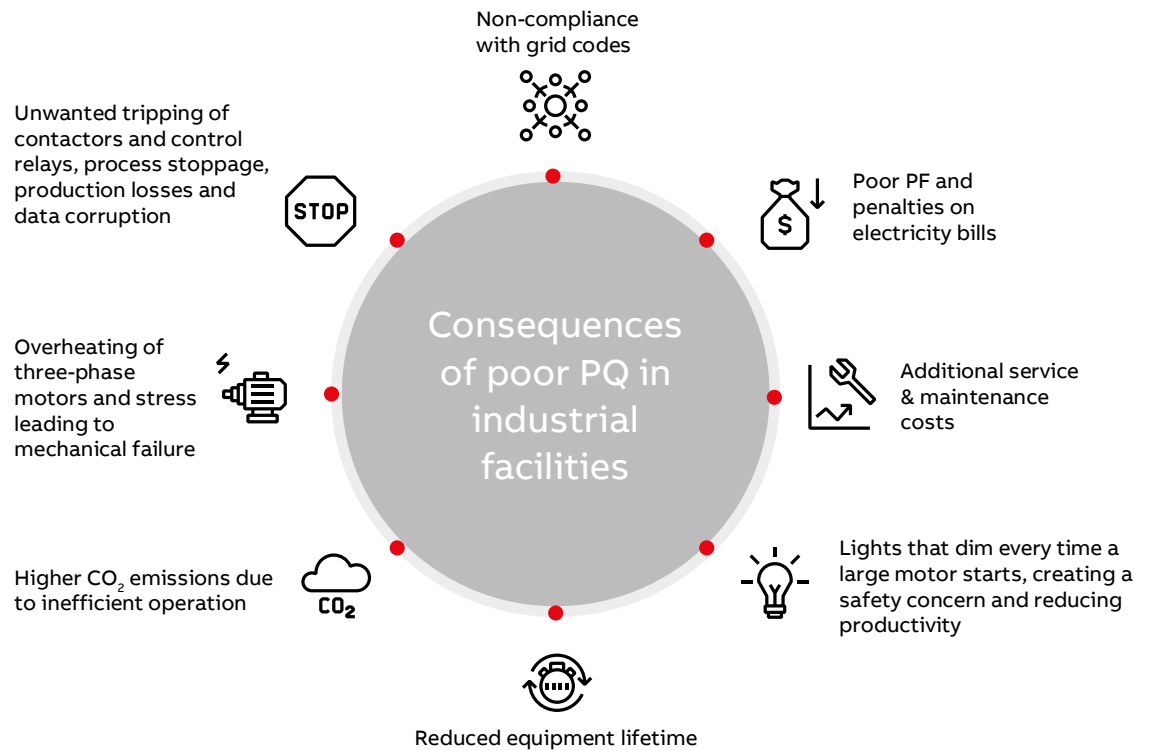 Non-compliance
with grid codes
Unwanted tripping of
contactors and control
relays, process stoppage,
production losses and
data corruption
STOP
$
Poor PF and
penalties on
electricity bills
Consequences
of poor PQ in
industrial
facilities
Overheating of
three-phase
motors and stress
leading to
mechanical failure
Additional service
& maintenance
costs
Higher CO₂ emissions due
to inefficient operation
CO₂
Lights that dim every time a
large motor starts, creating a
safety concern and reducing
productivity
Reduced equipment lifetime